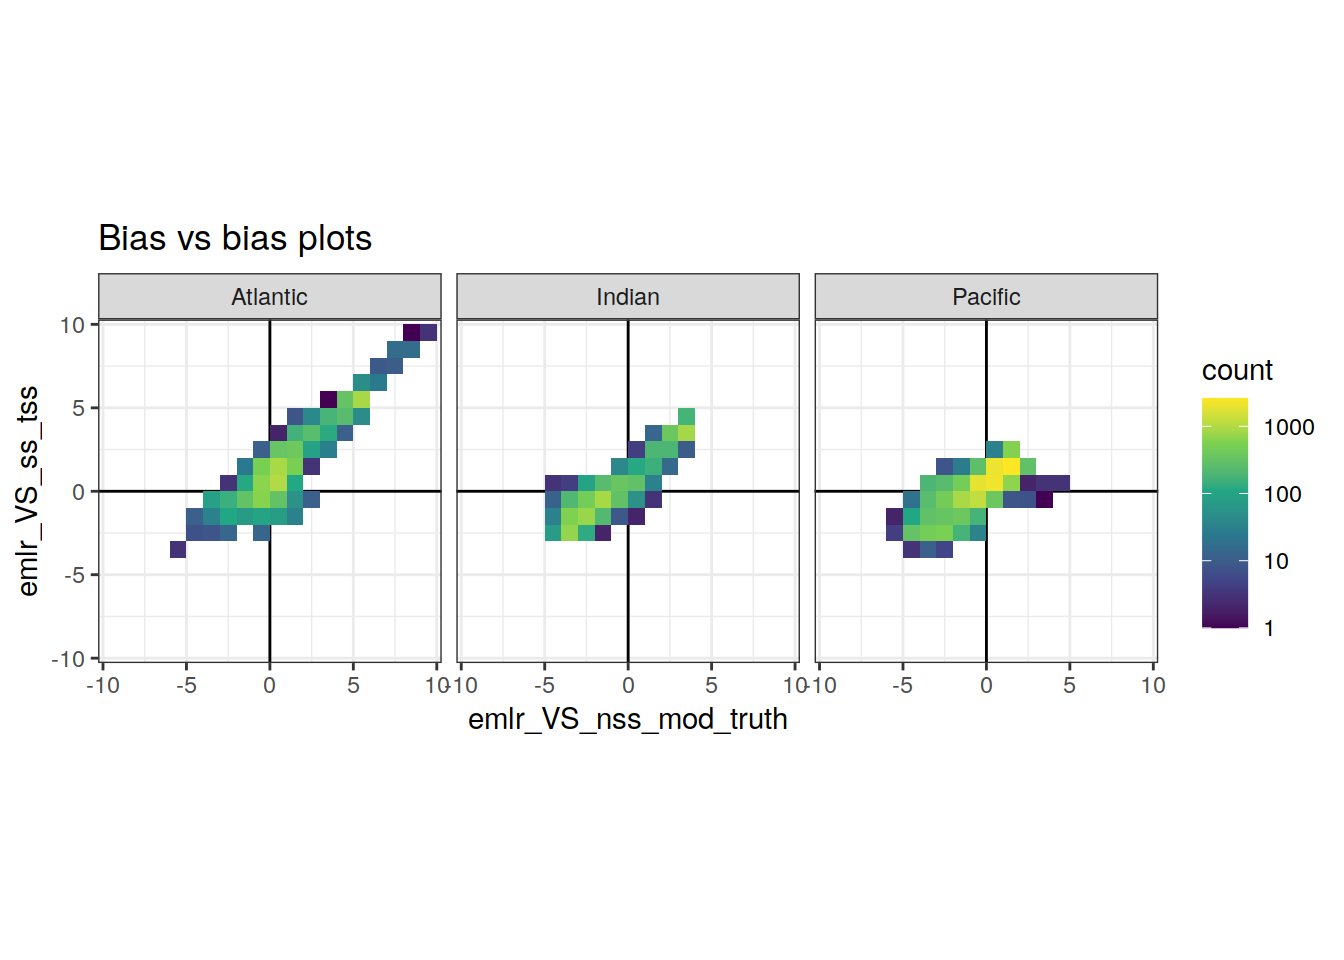 Bias vs bias plots
Atlantic Indian Pacific
emlr_VS_ss_tss
10
5
0
-5
-10
-10 -5 0 5 10 -10 -5 0 5 10 -10 -5 0 5 10
emlr_VS_nss_mod_truth
count
1000
100
10
1